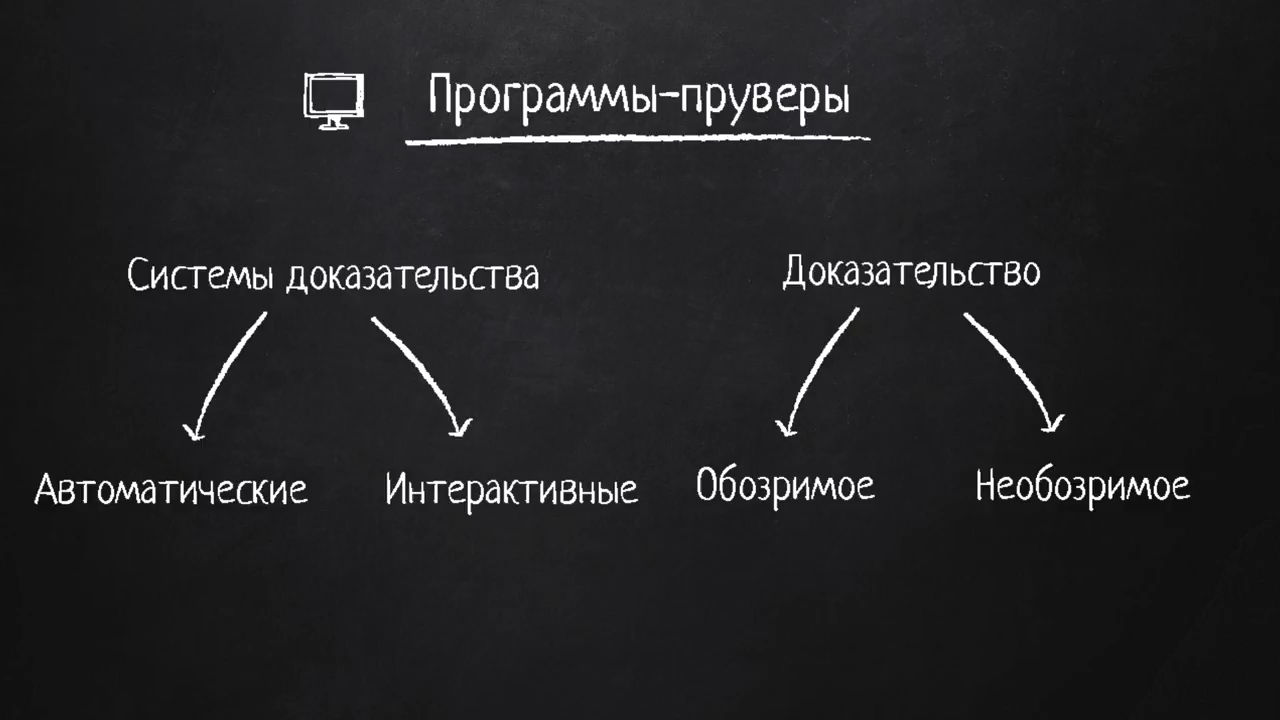 Программы-пруверы
Системы доказательства
Доказательство
Автоматические
Интерактивные
Обозримое
Необозримое